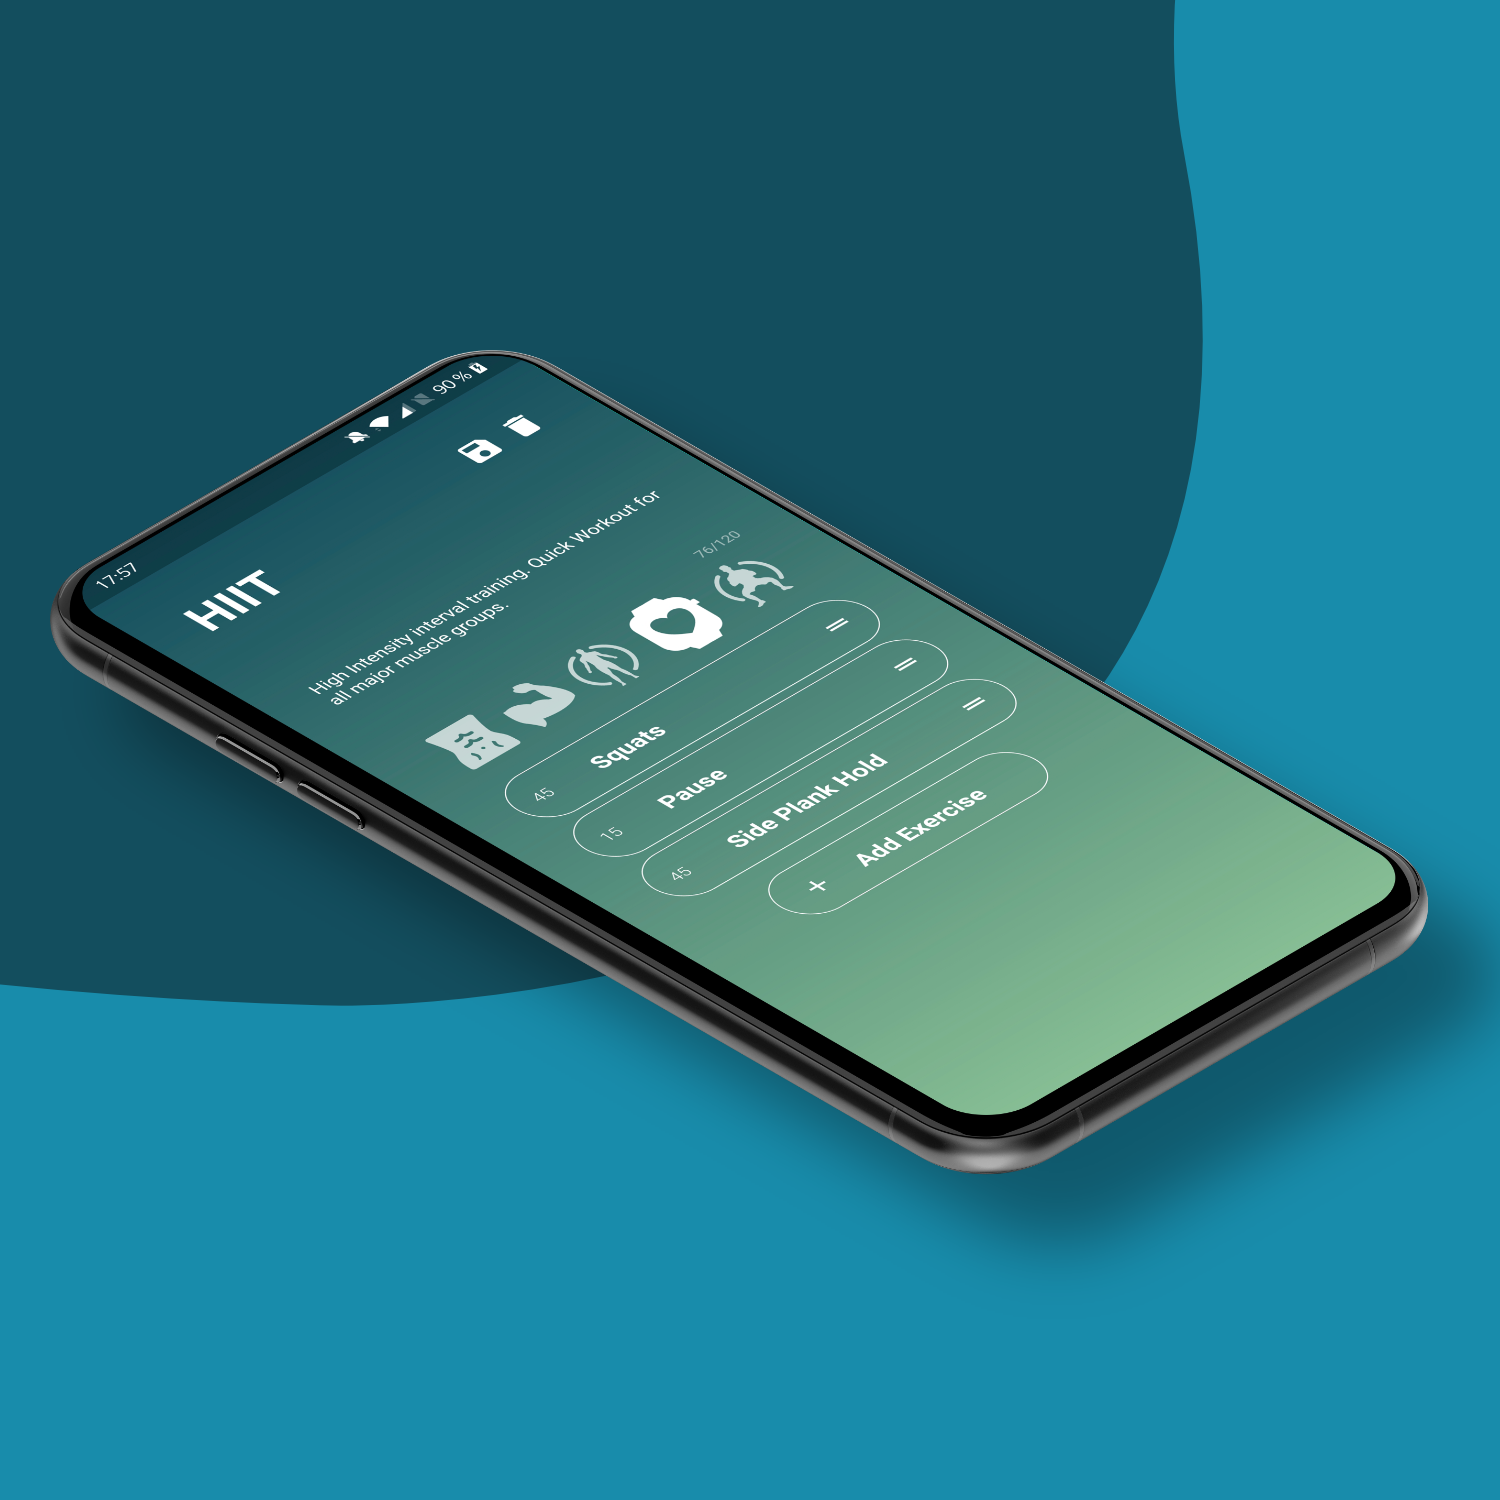 17:57
90 %
HIIT
High Intensity interval training. Quick Workout for
all major muscle groups.
76/120
45 Squats
15 Pause
45 Side Plank Hold
+ Add Exercise